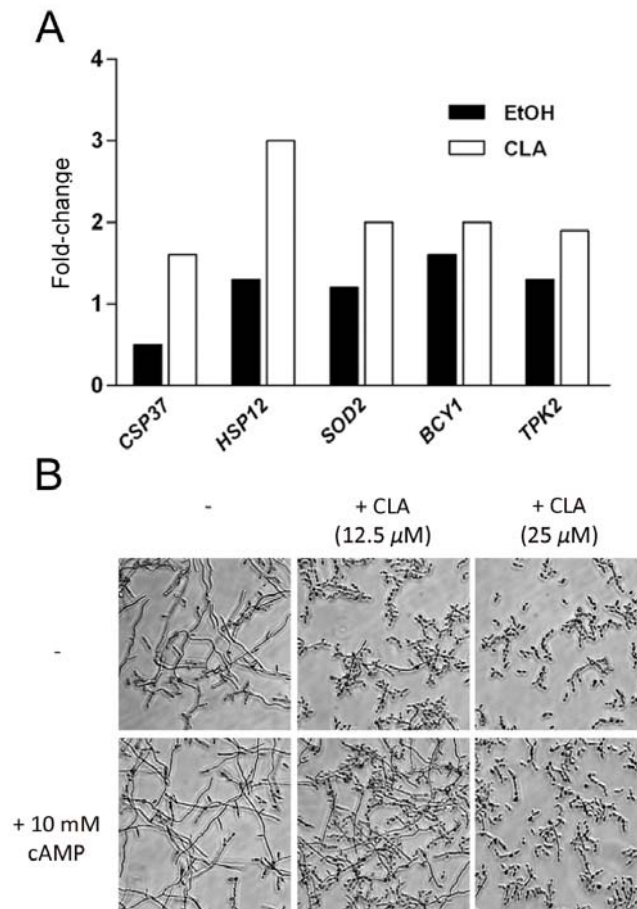 A
4
3
2
1
0
Fold-change
EtOH
CLA
CSP37
HSP12
SOD2
BCY1
TPK2
B
-
+ CLA
(12.5 μM)
+ CLA
(25 μM)
-
+ 10 mM
cAMP